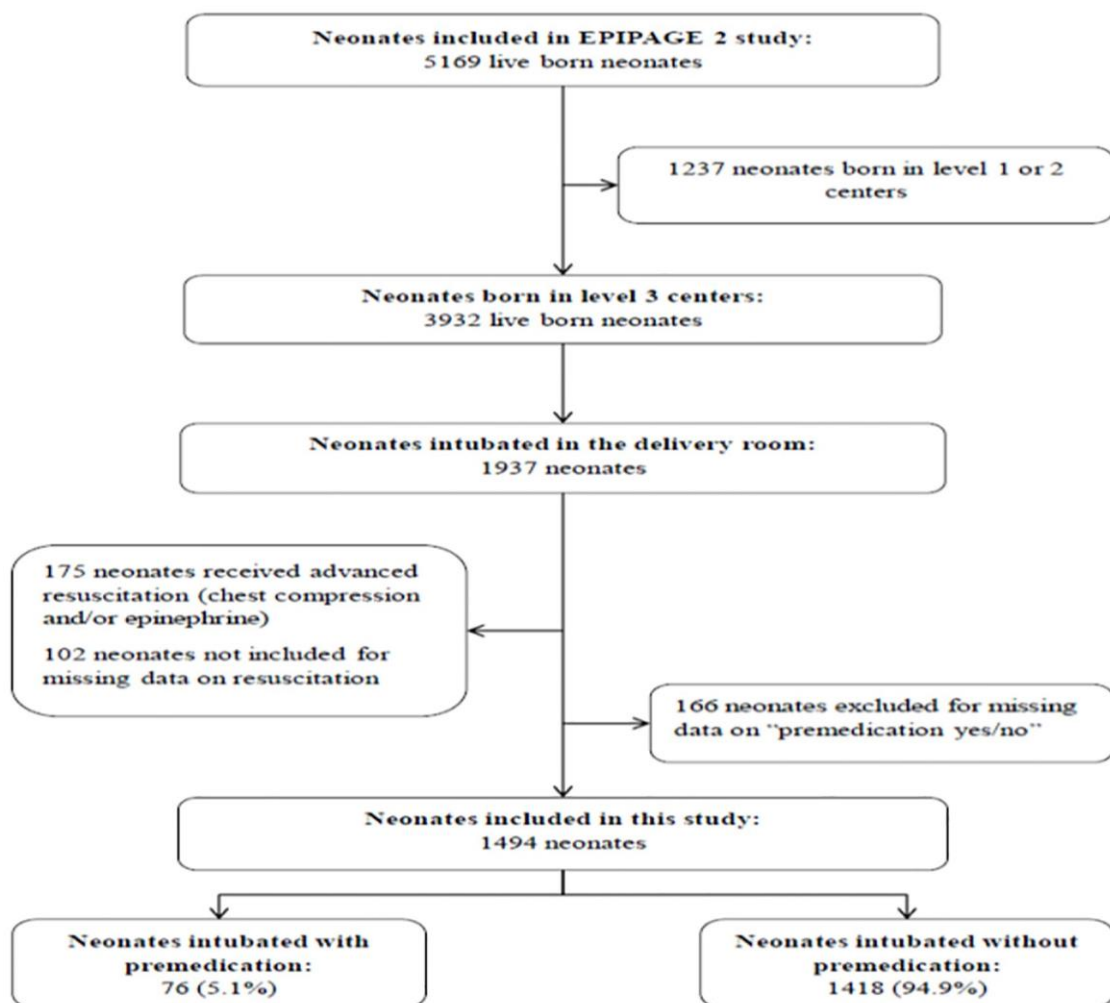 Neonates included in EPIPAGE 2 study:
5169 live born neonates
1237 neonates born in level 1 or 2
centers
Neonates born in level 3 centers:
3932 live born neonates
Neonates intubated in the delivery room:
1937 neonates
175 neonates received advanced
resuscitation (chest compression
and/or epinephrine)
102 neonates not included for
missing data on resuscitation
166 neonates excluded for missing
data on “premedication yes/no”
Neonates included in this study:
1494 neonates
Neonates intubated with
premedication:
76 (5.1%)
Neonates intubated without
premedication:
1418 (94.9%)